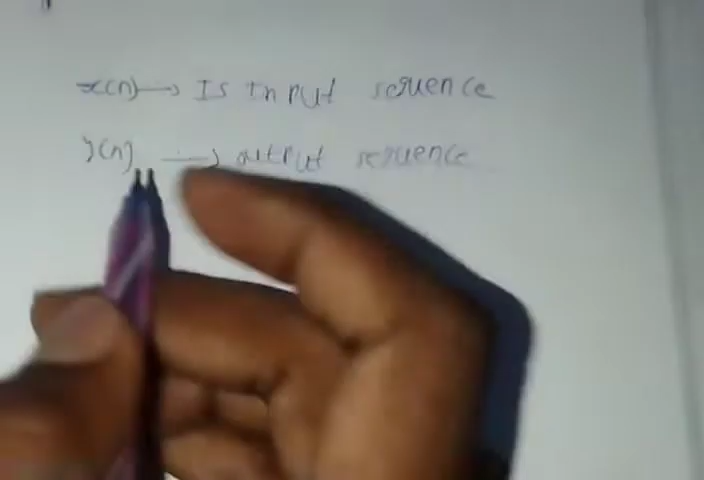 x(n) → Is Input sequence
y(n) → output sequence